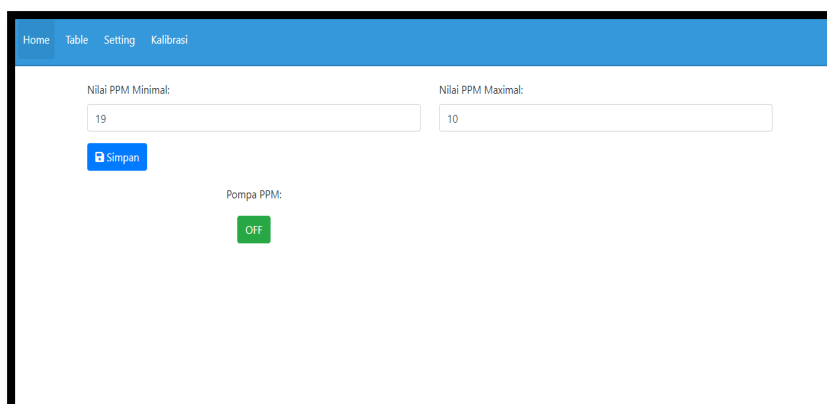 Home Table Setting Kalibrasi
Nilai PPM Minimal: Nilai PPM Maximal:
19 10
Simpan
Pompa PPM:
OFF